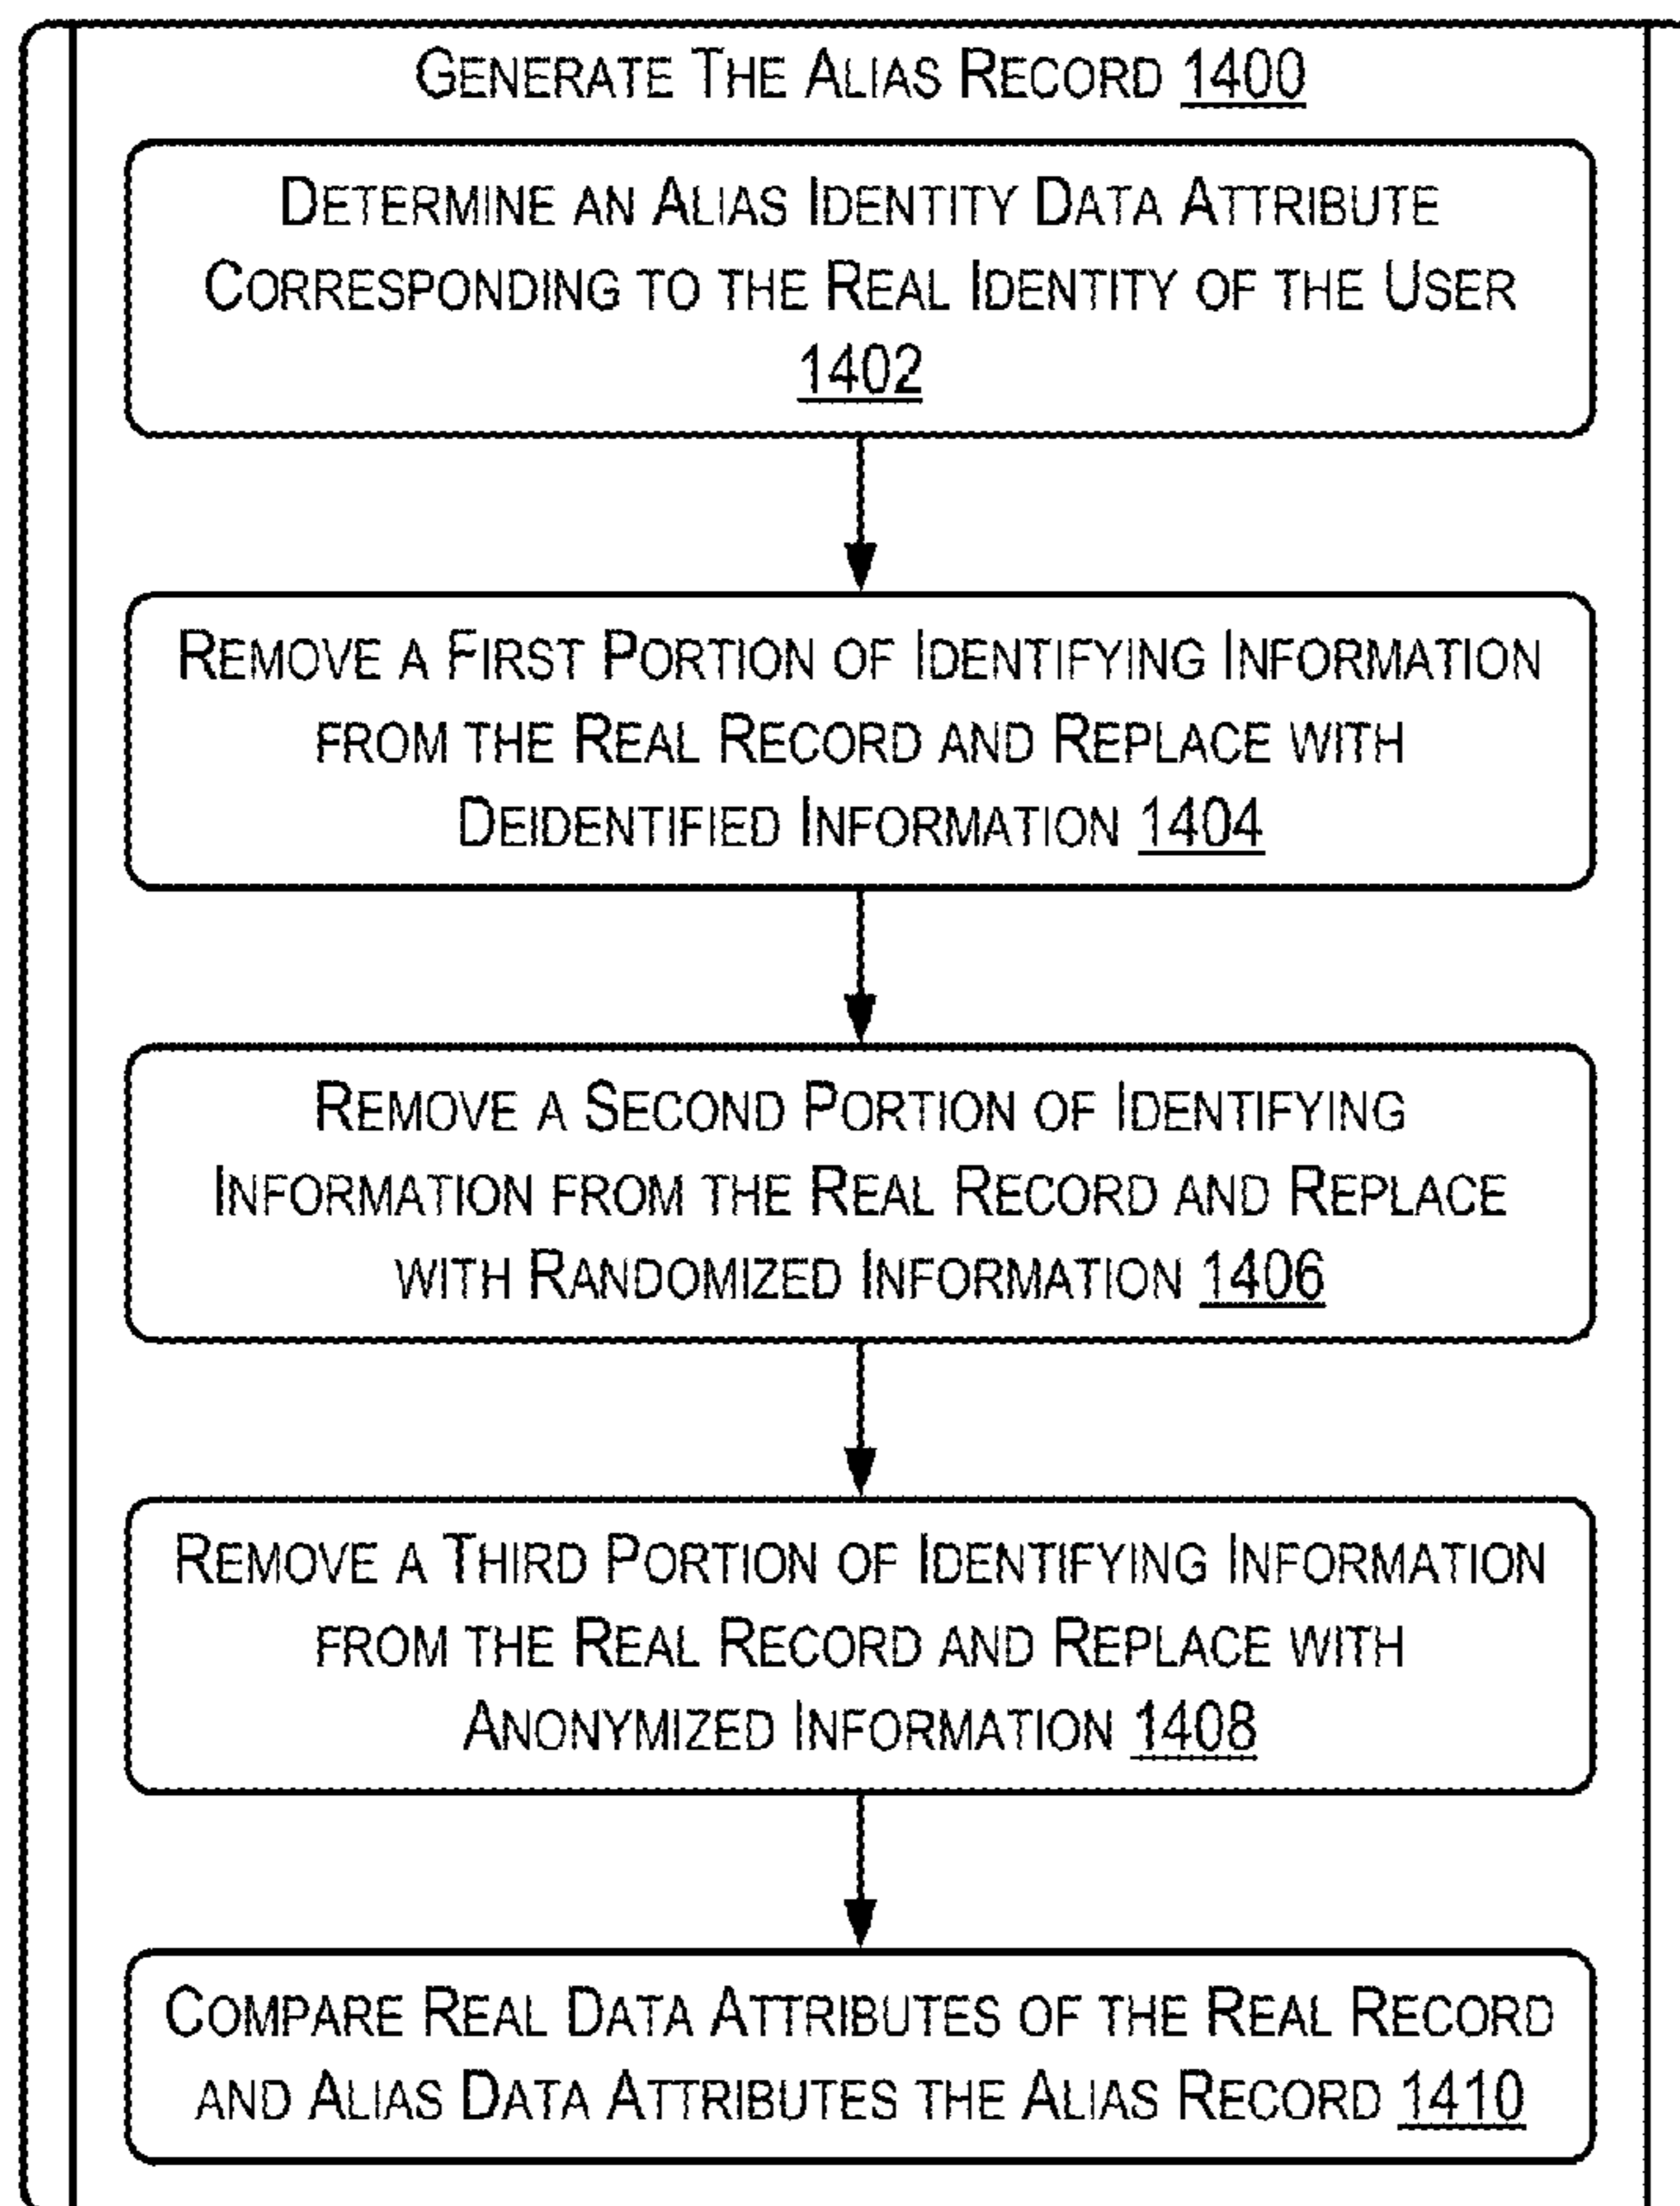 GENERATE THE ALIAS RECORD 1400
DETERMINE AN ALIAS IDENTITY DATA ATTRIBUTE
CORRESPONDING TO THE REAL IDENTITY OF THE USER
1402
REMOVE A FIRST PORTION OF IDENTIFYING INFORMATION
FROM THE REAL RECORD AND REPLACE WITH
DEIDENTIFIED INFORMATION 1404
REMOVE A SECOND PORTION OF IDENTIFYING
INFORMATION FROM THE REAL RECORD AND REPLACE
WITH RANDOMIZED INFORMATION 1406
REMOVE A THIRD PORTION OF IDENTIFYING INFORMATION
FROM THE REAL RECORD AND REPLACE WITH
ANONYMIZED INFORMATION 1408
COMPARE REAL DATA ATTRIBUTES OF THE REAL RECORD
AND ALIAS DATA ATTRIBUTES THE ALIAS RECORD 1410